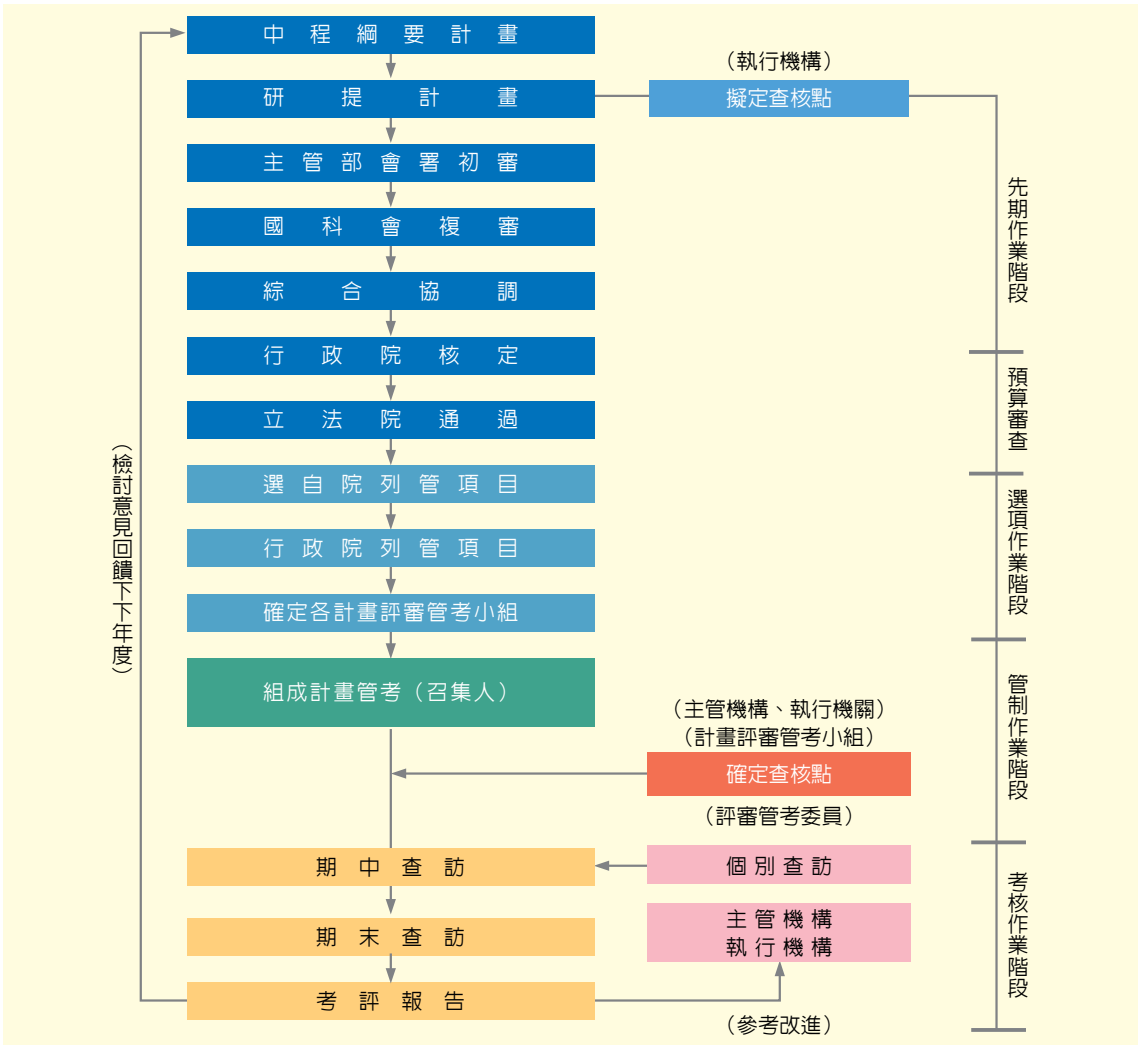 中程綱要計畫
（執行機構）
研提計畫
擬定查核點
主管部會署初審
國科會複審
綜合協調
行政院核定
立法院通過
選自院列管項目
行政院列管項目
確定各計畫評審管考小組
組成計畫管考（召集人）
（主管機構、執行機關）
（計畫評審管考小組）
確定查核點
（評審管考委員）
期中查訪
個別查訪
期末查訪
主管機構
執行機構
考評報告
（參考改進）
（檢討意見回饋下下年度）
先期作業階段
預算審查
選項作業階段
管制作業階段
考核作業階段